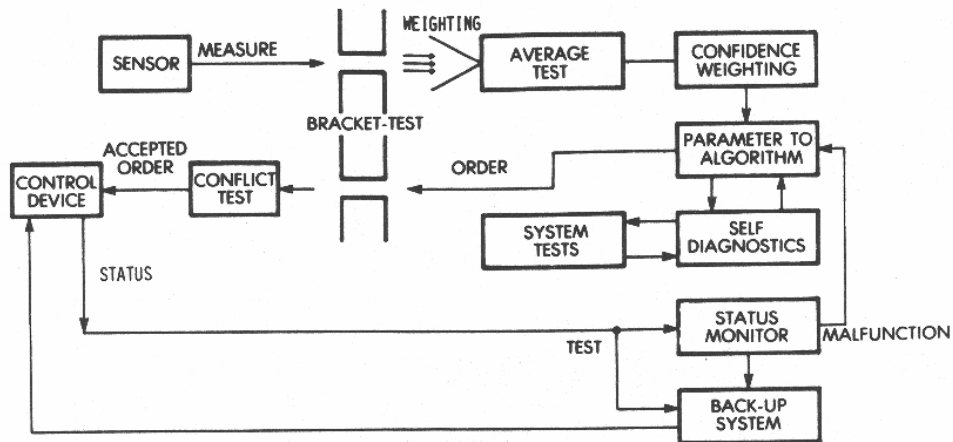 WEIGHTING
SENSOR
MEASURE
AVERAGE
TEST
CONFIDENCE
WEIGHTING
BRACKET-TEST
PARAMETER TO
ALGORITHM
ACCEPTED
ORDER
ORDER
CONTROL
DEVICE
CONFLICT
TEST
SYSTEM
TESTS
SELF
DIAGNOSTICS
STATUS
STATUS
MONITOR
MALFUNCTION
TEST
BACK-UP
SYSTEM